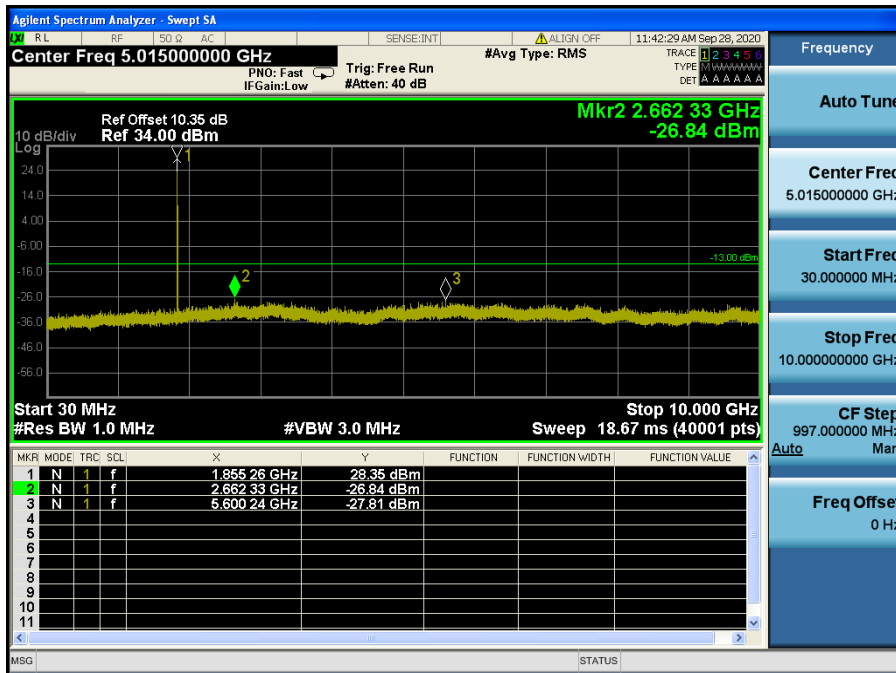 Agilent Spectrum Analyzer - Swept SA
LXI RL RF 50 Ω AC SENSE:INT ALIGN OFF 11:42:29 AM Sep 28, 2020
Center Freq 5.015000000 GHz
#Avg Type: RMS
TRACE 1 2 3 4 5 6
PNO: Fast
Trig: Free Run
TYPE M WWWWW
IFGain:Low
#Atten: 40 dB
DET A A A A A A
Ref Offset 10.35 dB
Mkr2 2.662 33 GHz
10 dB/div
Ref 34.00 dBm
-26.84 dBm
Log
1
24.0
14.0
4.00
-6.00
-13.00 dBm
-16.0
2
3
-26.0
-36.0
-46.0
-56.0
Start 30 MHz
Stop 10.000 GHz
#Res BW 1.0 MHz
#VBW 3.0 MHz
Sweep 18.67 ms (40001 pts)
MKR MODE TRC SCL X Y FUNCTION FUNCTION WIDTH FUNCTION VALUE
1 N 1 f 1.855 26 GHz 28.35 dBm
2 N 1 f 2.662 33 GHz -26.84 dBm
3 N 1 f 5.600 24 GHz -27.81 dBm
4
5
6
7
8
9
10
11
MSG
STATUS
Frequency
Auto Tune
Center Freq
5.015000000 GHz
Start Freq
30.000000 MHz
Stop Freq
10.000000000 GHz
CF Step
997.000000 MHz
Auto Man
Freq Offset
0 Hz